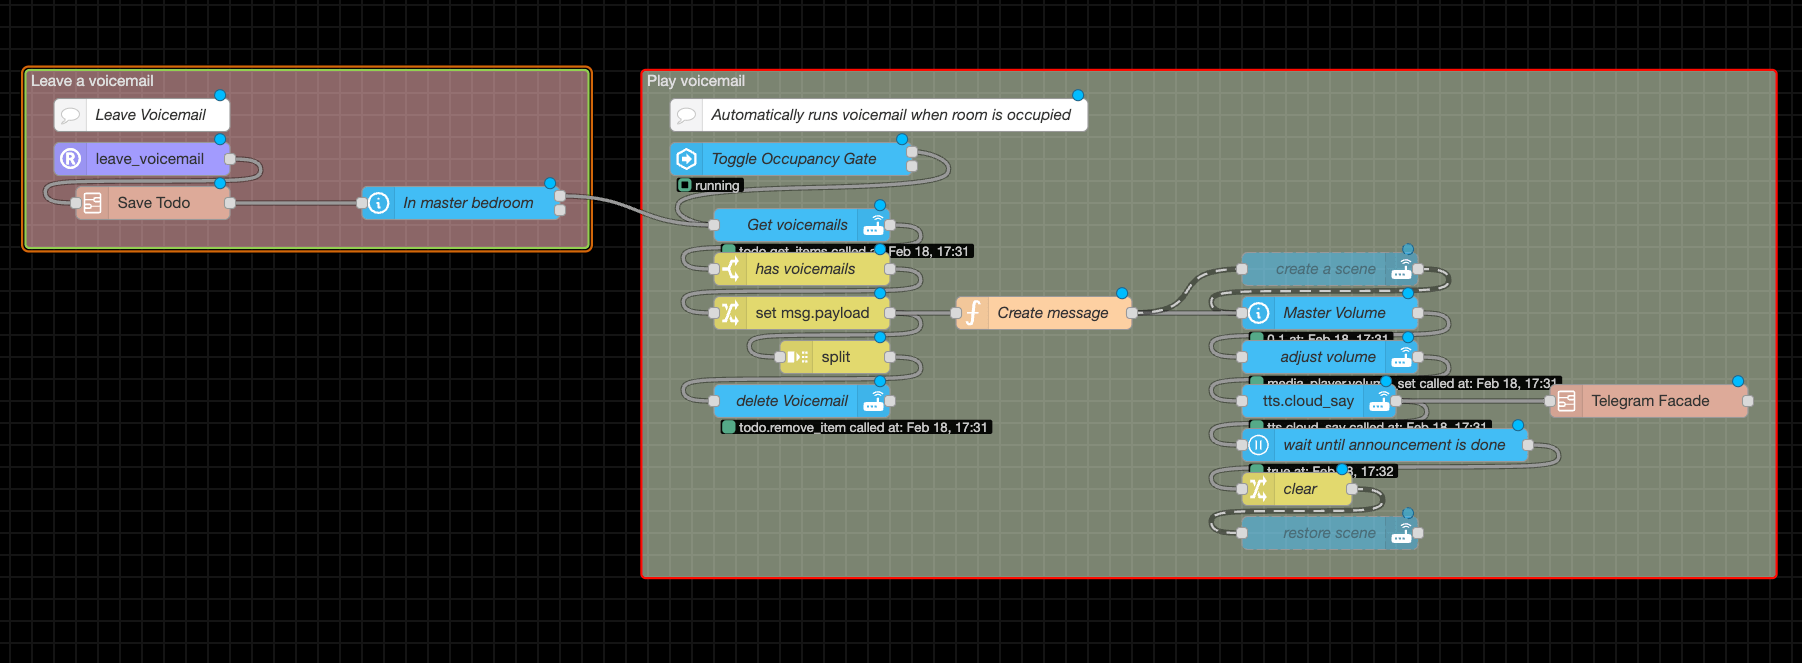 Leave a voicemail
Leave Voicemail
leave_voicemail
Save Todo
In master bedroom
Play voicemail
Automatically runs voicemail when room is occupied
Toggle Occupancy Gate
running
Get voicemails
todo.get_items called Feb 18, 17:31
has voicemails
set msg.payload
split
delete Voicemail
todo.remove_item called at: Feb 18, 17:31
Create message
create a scene
Master Volume
0.1 at: Feb 18, 17:31
adjust volume
media_player.volume_set called at: Feb 18, 17:31
tts.cloud_say
Telegram Facade
tts.cloud_say called at: Feb 18, 17:31
wait until announcement is done
true at: Feb 18, 17:32
clear
restore scene